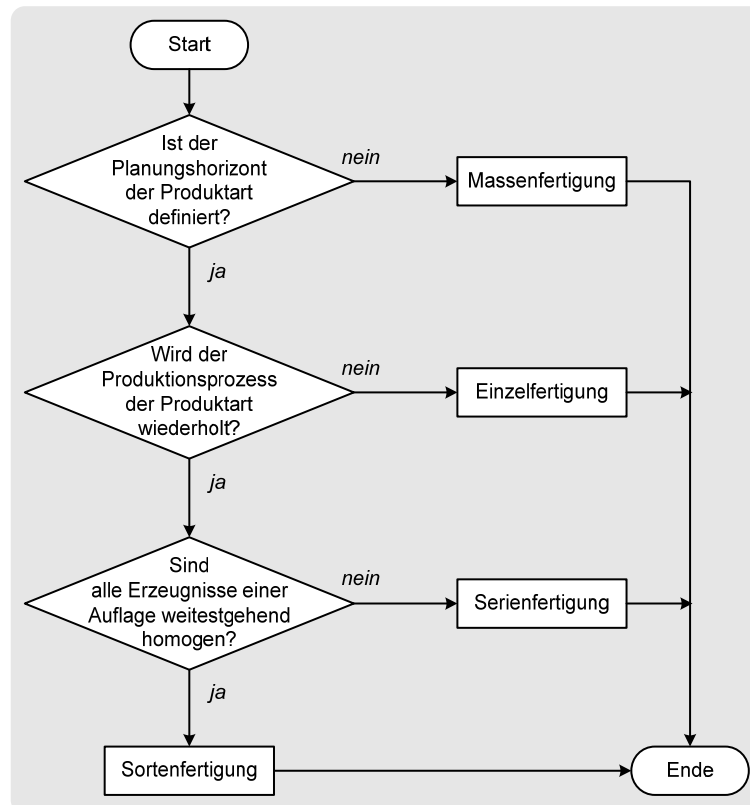 Start
Ist der
Planungshorizont
der Produktart
definiert?
nein
Massenfertigung
ja
Wird der
Produktionsprozess
der Produktart
wiederholt?
nein
Einzelfertigung
ja
Sind
alle Erzeugnisse einer
Auflage weitestgehend
homogen?
nein
Serienfertigung
ja
Sortenfertigung
Ende